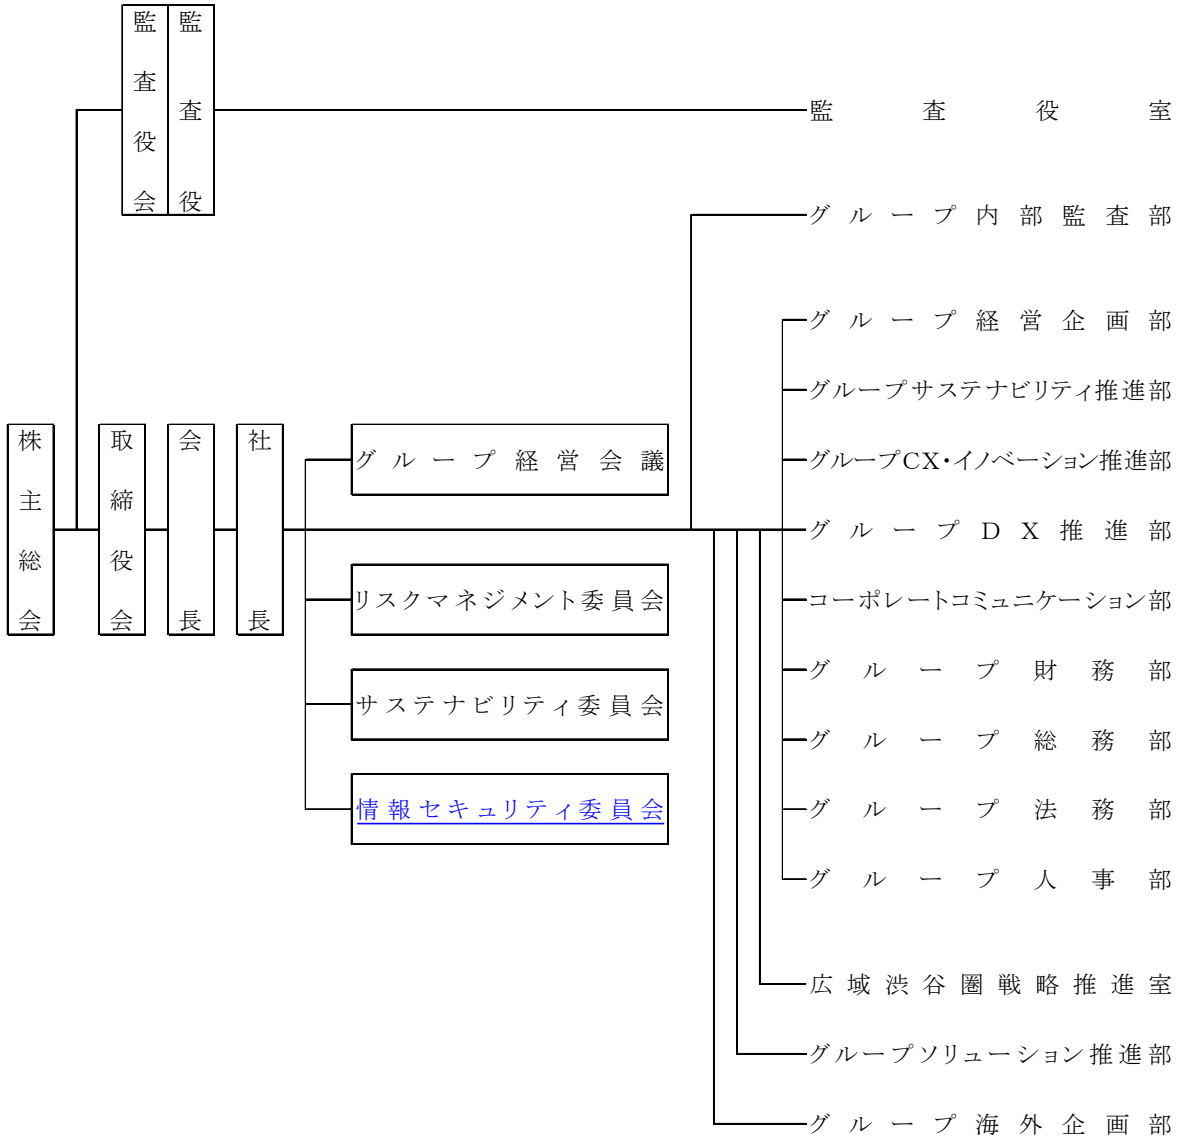 監査役会
監査役
監査役室
グループ内部監査部
グループ経営企画部
グループサステナビリティ推進部
株主総会
取締役会
会長
社長
グループ経営会議
グループCX・イノベーション推進部
グループDX推進部
リスクマネジメント委員会
コーポレートコミュニケーション部
グループ財務部
サステナビリティ委員会
グループ総務部
情報セキュリティ委員会
グループ法務部
グループ人事部
広域渋谷圏戦略推進室
グループソリューション推進部
グループ海外企画部